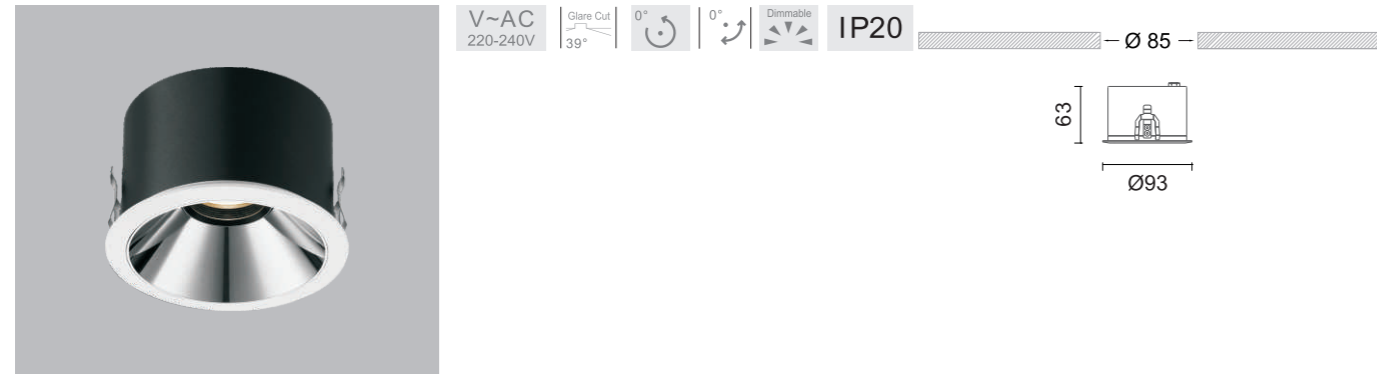 V~AC
220-240V
Glare Cut
39°
0°
0°
Dimmable
IP20
Ø 85
63
Ø93